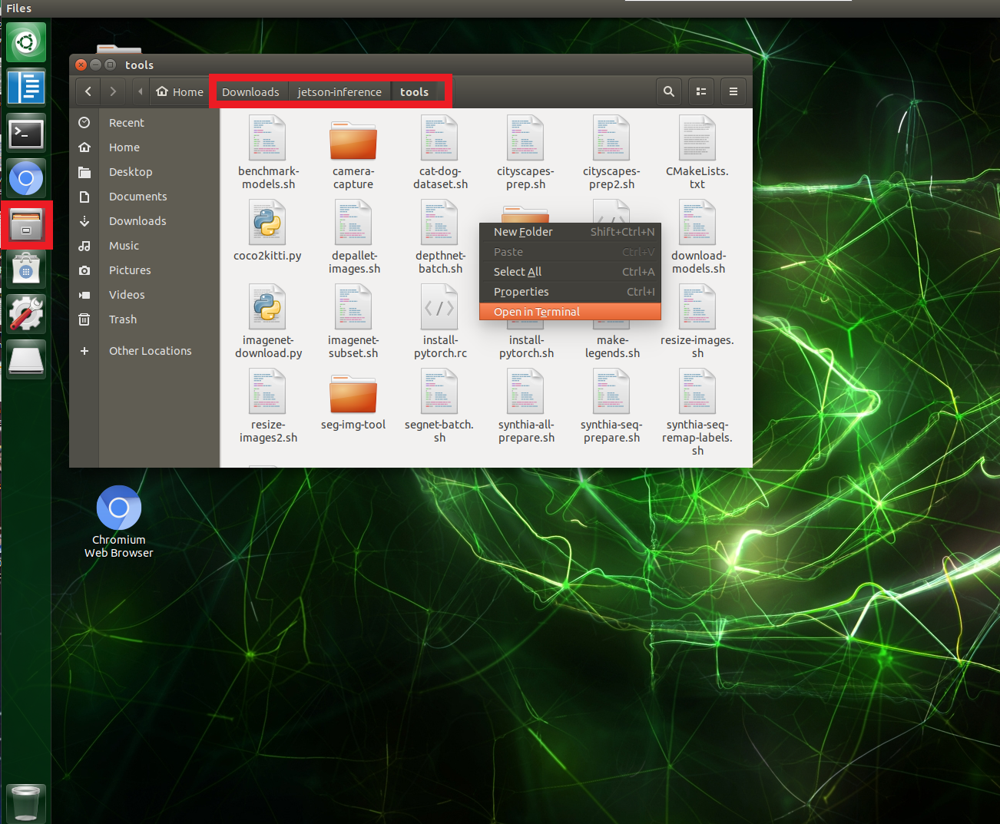 Files
tools
Home
Downloads
jetson-inference
tools
Recent
Home
Desktop
Documents
Downloads
Music
Pictures
Videos
Trash
Other Locations
benchmark-
models.sh
camera-
capture
cat-dog-
dataset.sh
cityscapes-
prep.sh
cityscapes-
prep2.sh
CMakeLists.
txt
coco2kitti.py
depallet-
images.sh
depthnet-
batch.sh
download-
models.sh
New Folder Shift+Ctrl+N
Paste Ctrl+V
Select All Ctrl+A
Properties Ctrl+I
Open in Terminal
imagenet-
download.py
imagenet-
subset.sh
install-
pytorch.rc
install-
pytorch.sh
make-
legends.sh
resize-images.
sh
resize-
images2.sh
seg-img-tool
segnet-batch.
sh
synthia-all-
prepare.sh
synthia-seq-
prepare.sh
synthia-seq-
remap-labels.
sh
Chromium
Web Browser